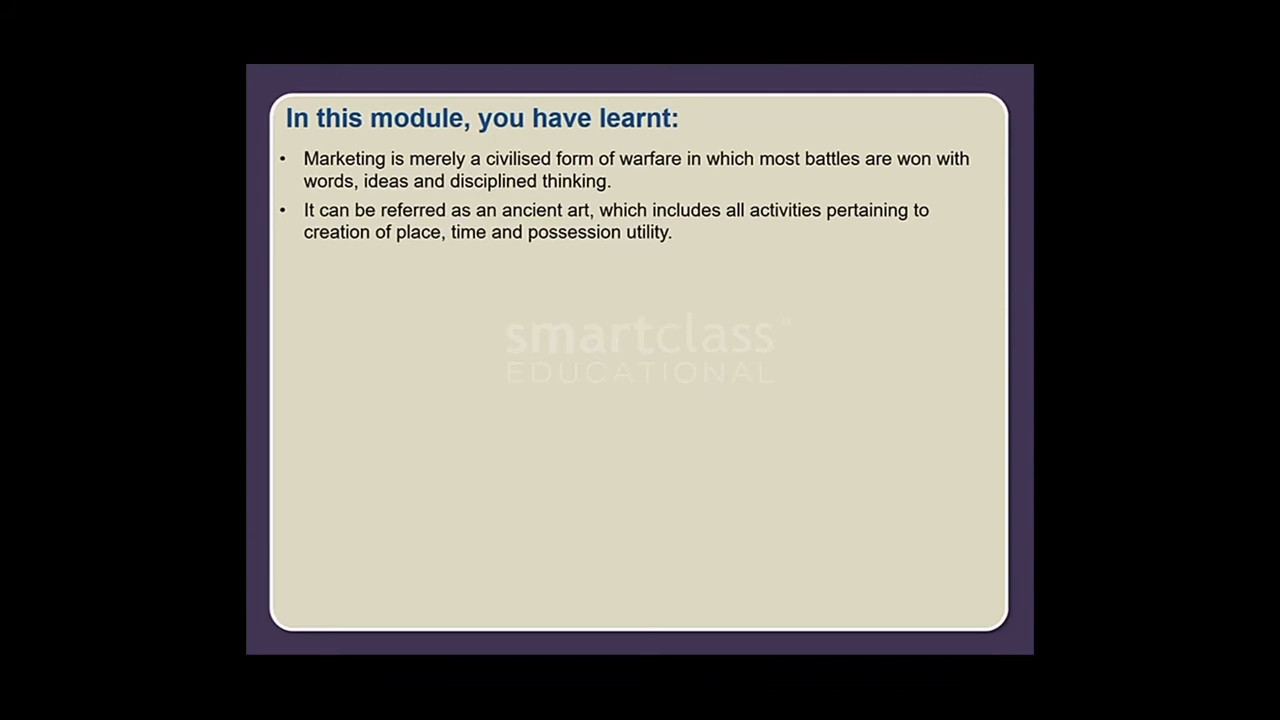 In this module, you have learnt:
• Marketing is merely a civilised form of warfare in which most battles are won with
words, ideas and disciplined thinking.
• It can be referred as an ancient art, which includes all activities pertaining to
creation of place, time and possession utility.
smartclass™
EDUCATIONAL